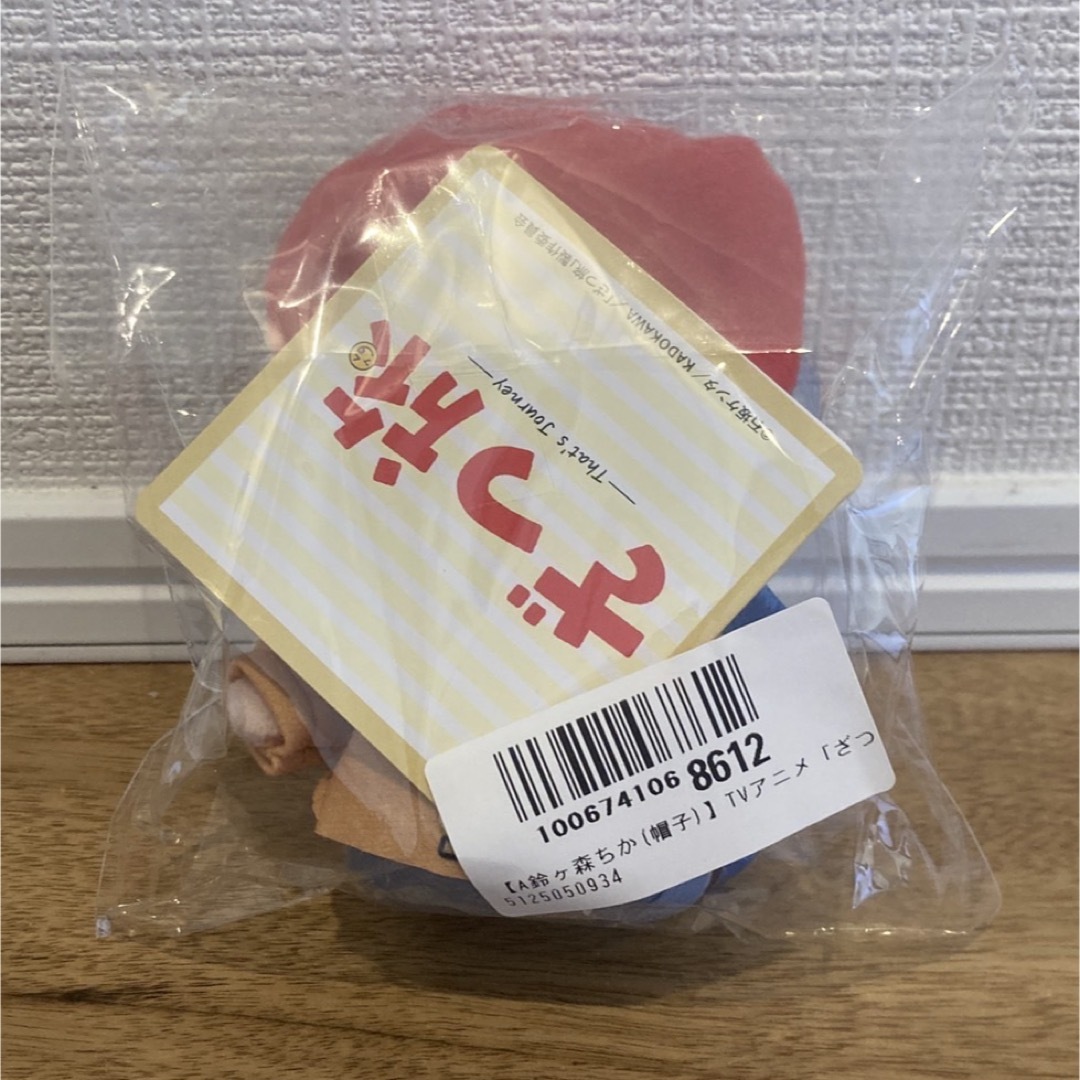 ざつ旅
—That's Journey—
©石坂ケンタ/KADOKAWA/「ざつ旅」製作委員会
100674106 8612
【A鈴ヶ森ちか(帽子)】TVアニメ「ざつ
5125050934